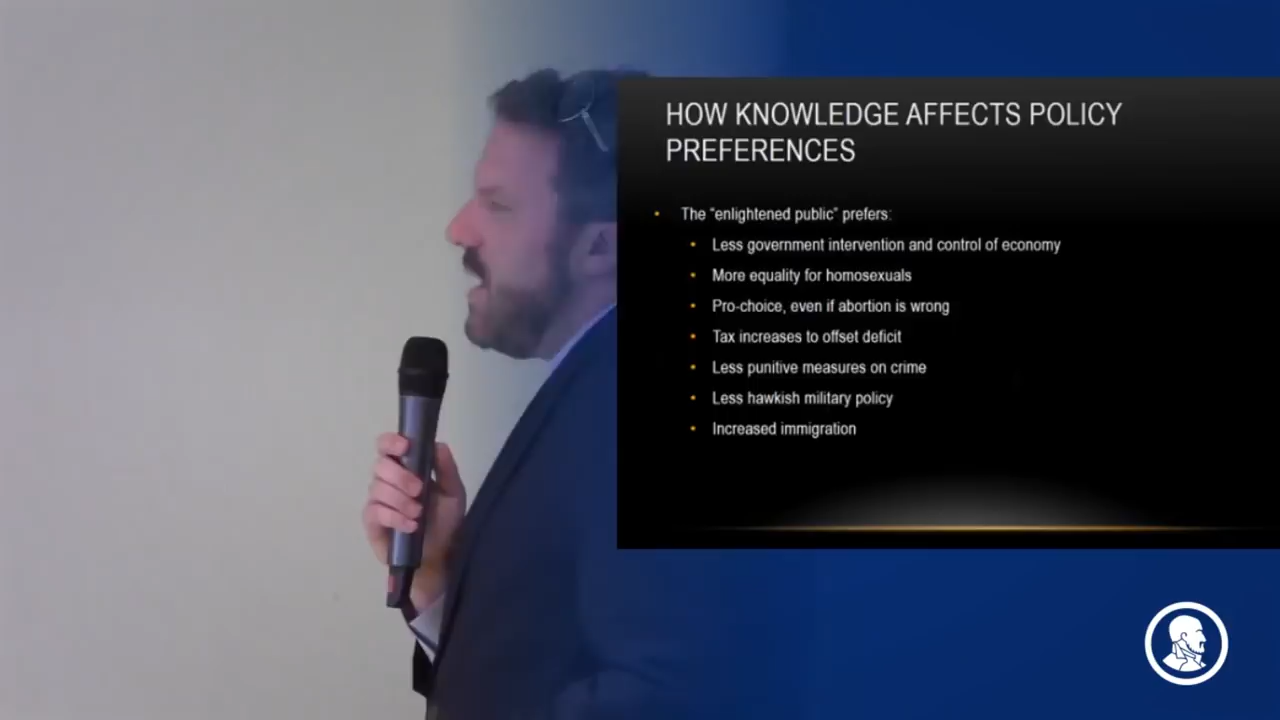 HOW KNOWLEDGE AFFECTS POLICY
PREFERENCES
• The “enlightened public” prefers:
• Less government intervention and control of economy
• More equality for homosexuals
• Pro-choice, even if abortion is wrong
• Tax increases to offset deficit
• Less punitive measures on crime
• Less hawkish military policy
• Increased immigration